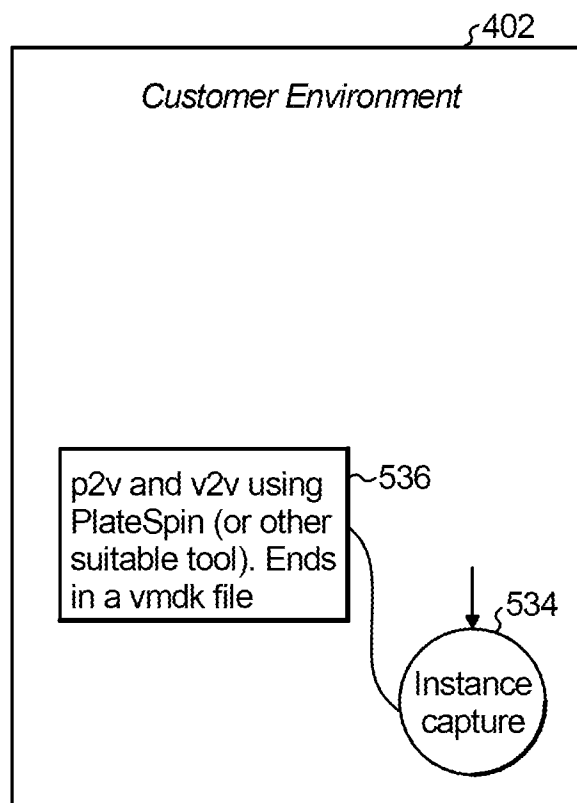 402
Customer Environment
p2v and v2v using
PlateSpin (or other
suitable tool). Ends
in a vmdk file
536
534
Instance
capture